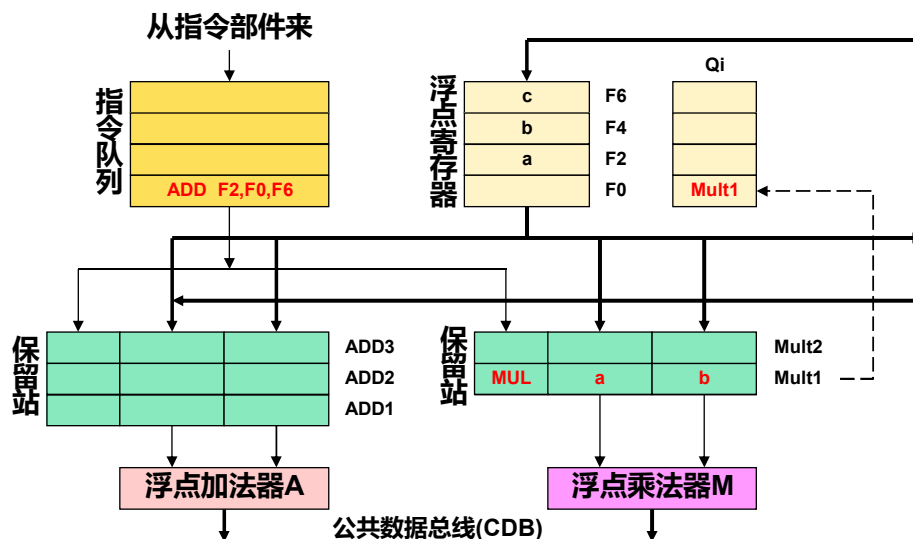 从指令部件来
指令队列
ADD F2,F0,F6
浮点寄存器
c F6
b F4
a F2
F0
Qi
Mult1
保留站
ADD3
ADD2
ADD1
保留站
Mult2
MUL a b Mult1
浮点加法器A
浮点乘法器M
公共数据总线(CDB)